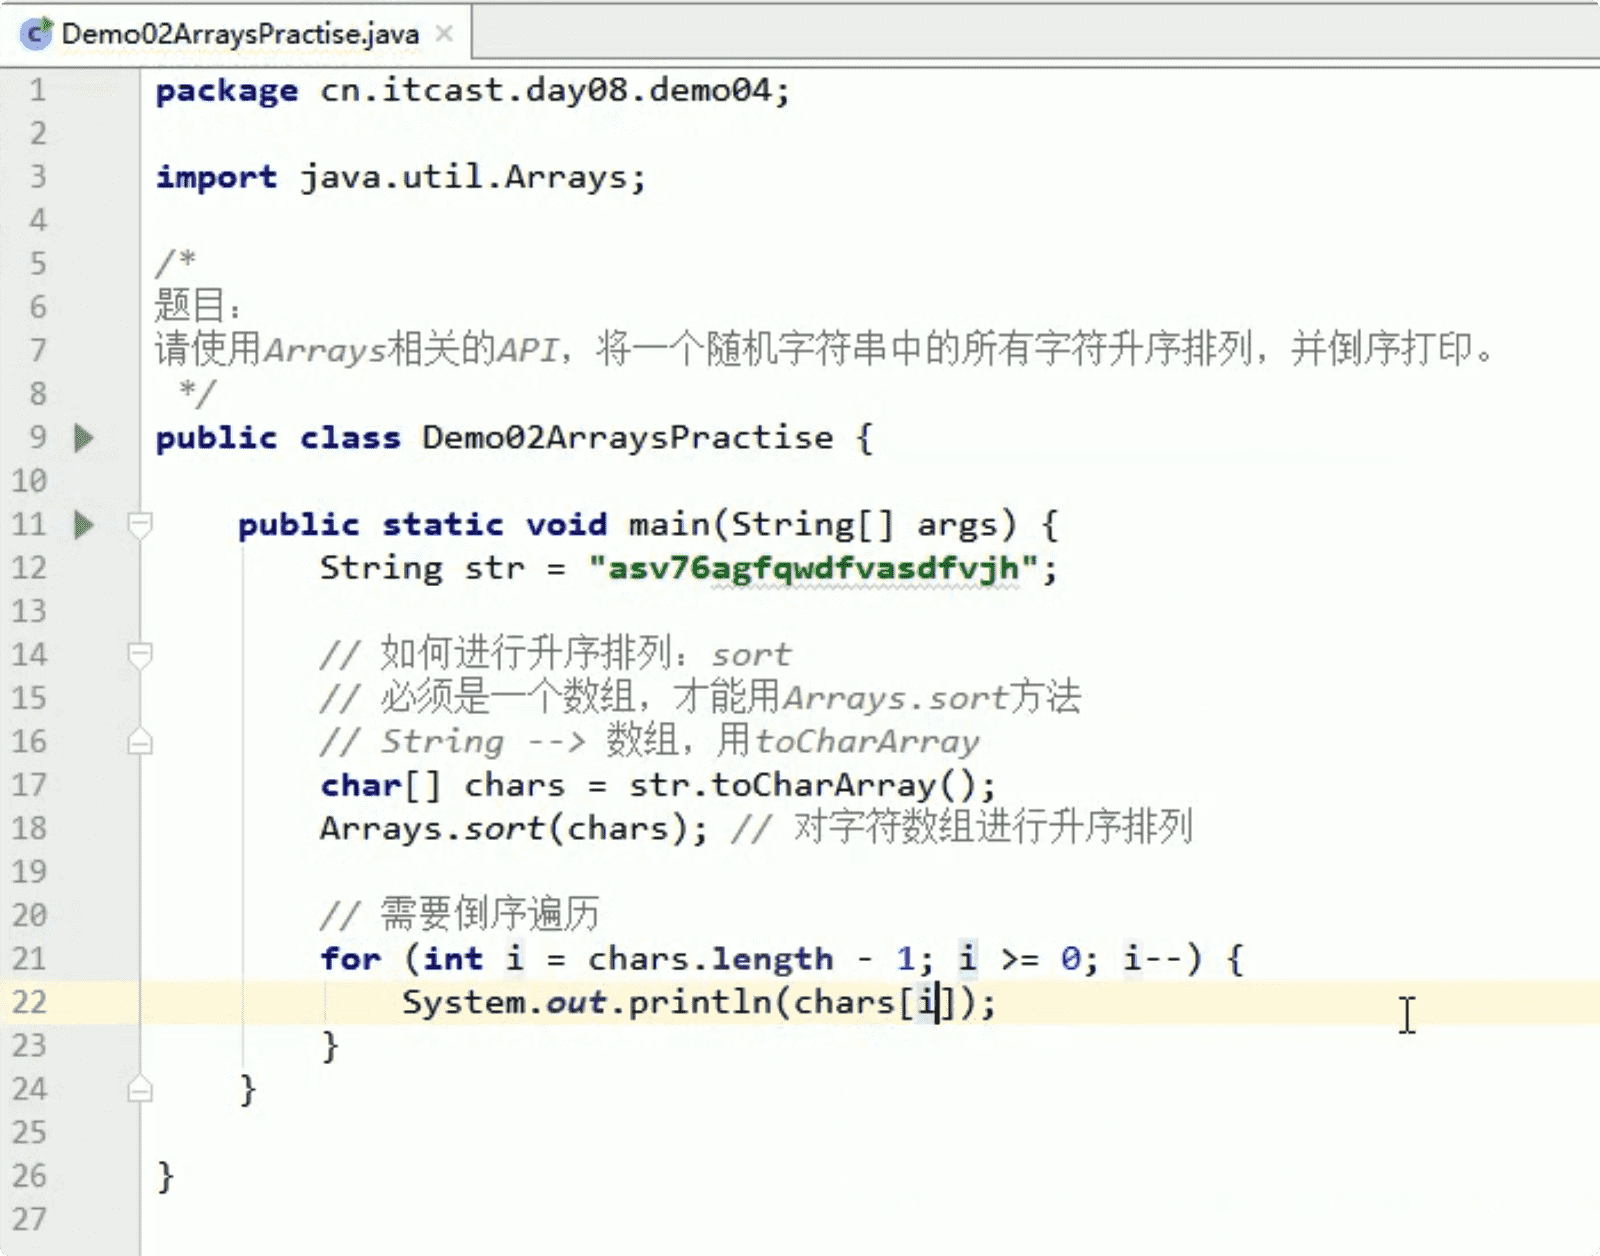 Demo02ArraysPractise.java
1 package cn.itcast.day08.demo04;
2
3 import java.util.Arrays;
4
5 /*
6 题目：
7 请使用Arrays相关的API，将一个随机字符串中的所有字符升序排列，并倒序打印。
8 */
9 public class Demo02ArraysPractise {
10
11 public static void main(String[] args) {
12 String str = "asv76agfqwdfvasdfvjh";
13
14 // 如何进行升序排列：sort
15 // 必须是一个数组，才能用Arrays.sort方法
16 // String --> 数组，用toCharArray
17 char[] chars = str.toCharArray();
18 Arrays.sort(chars); // 对字符数组进行升序排列
19
20 // 需要倒序遍历
21 for (int i = chars.length - 1; i >= 0; i--) {
22 System.out.println(chars[i]);
23 }
24 }
25
26 }
27